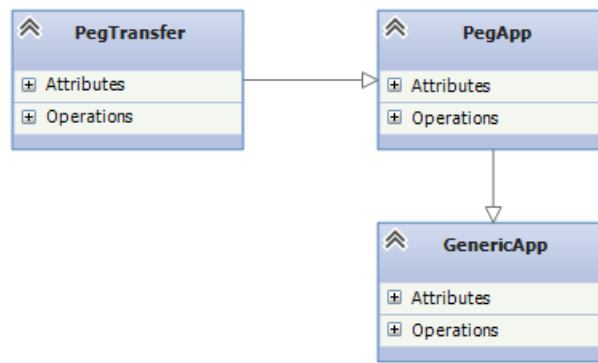 PegTransfer
Attributes
Operations
PegApp
Attributes
Operations
GenericApp
Attributes
Operations